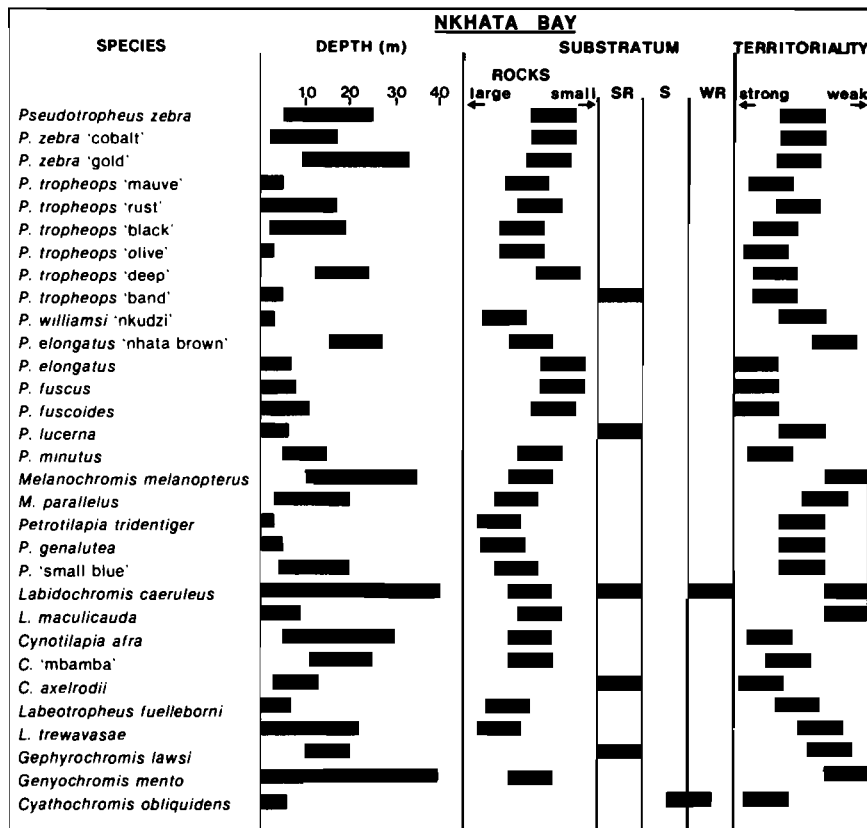 NKHATA BAY
SPECIES DEPTH (m) SUBSTRATUM TERRITORIALITY
ROCKS
10 20 30 40 large small SR S WR strong weak
Pseudotropheus zebra
P. zebra 'cobalt'
P. zebra 'gold'
P. tropheops 'mauve'
P. tropheops 'rust'
P. tropheops 'black'
P. tropheops 'olive'
P. tropheops 'deep'
P. tropheops 'band'
P. williamsi 'nkudzi'
P. elongatus 'nhata brown'
P. elongatus
P. fuscus
P. fuscoides
P. lucerna
P. minutus
Melanochromis melanopterus
M. parallelus
Petrotilapia tridentiger
P. genalutea
P. 'small blue'
Labidochromis caeruleus
L. maculicauda
Cynotilapia afra
C. 'mbamba'
C. axelrodii
Labeotropheus fuelleborni
L. trewavasae
Gephyrochromis lawsi
Genyochromis mento
Cyathochromis obliquidens